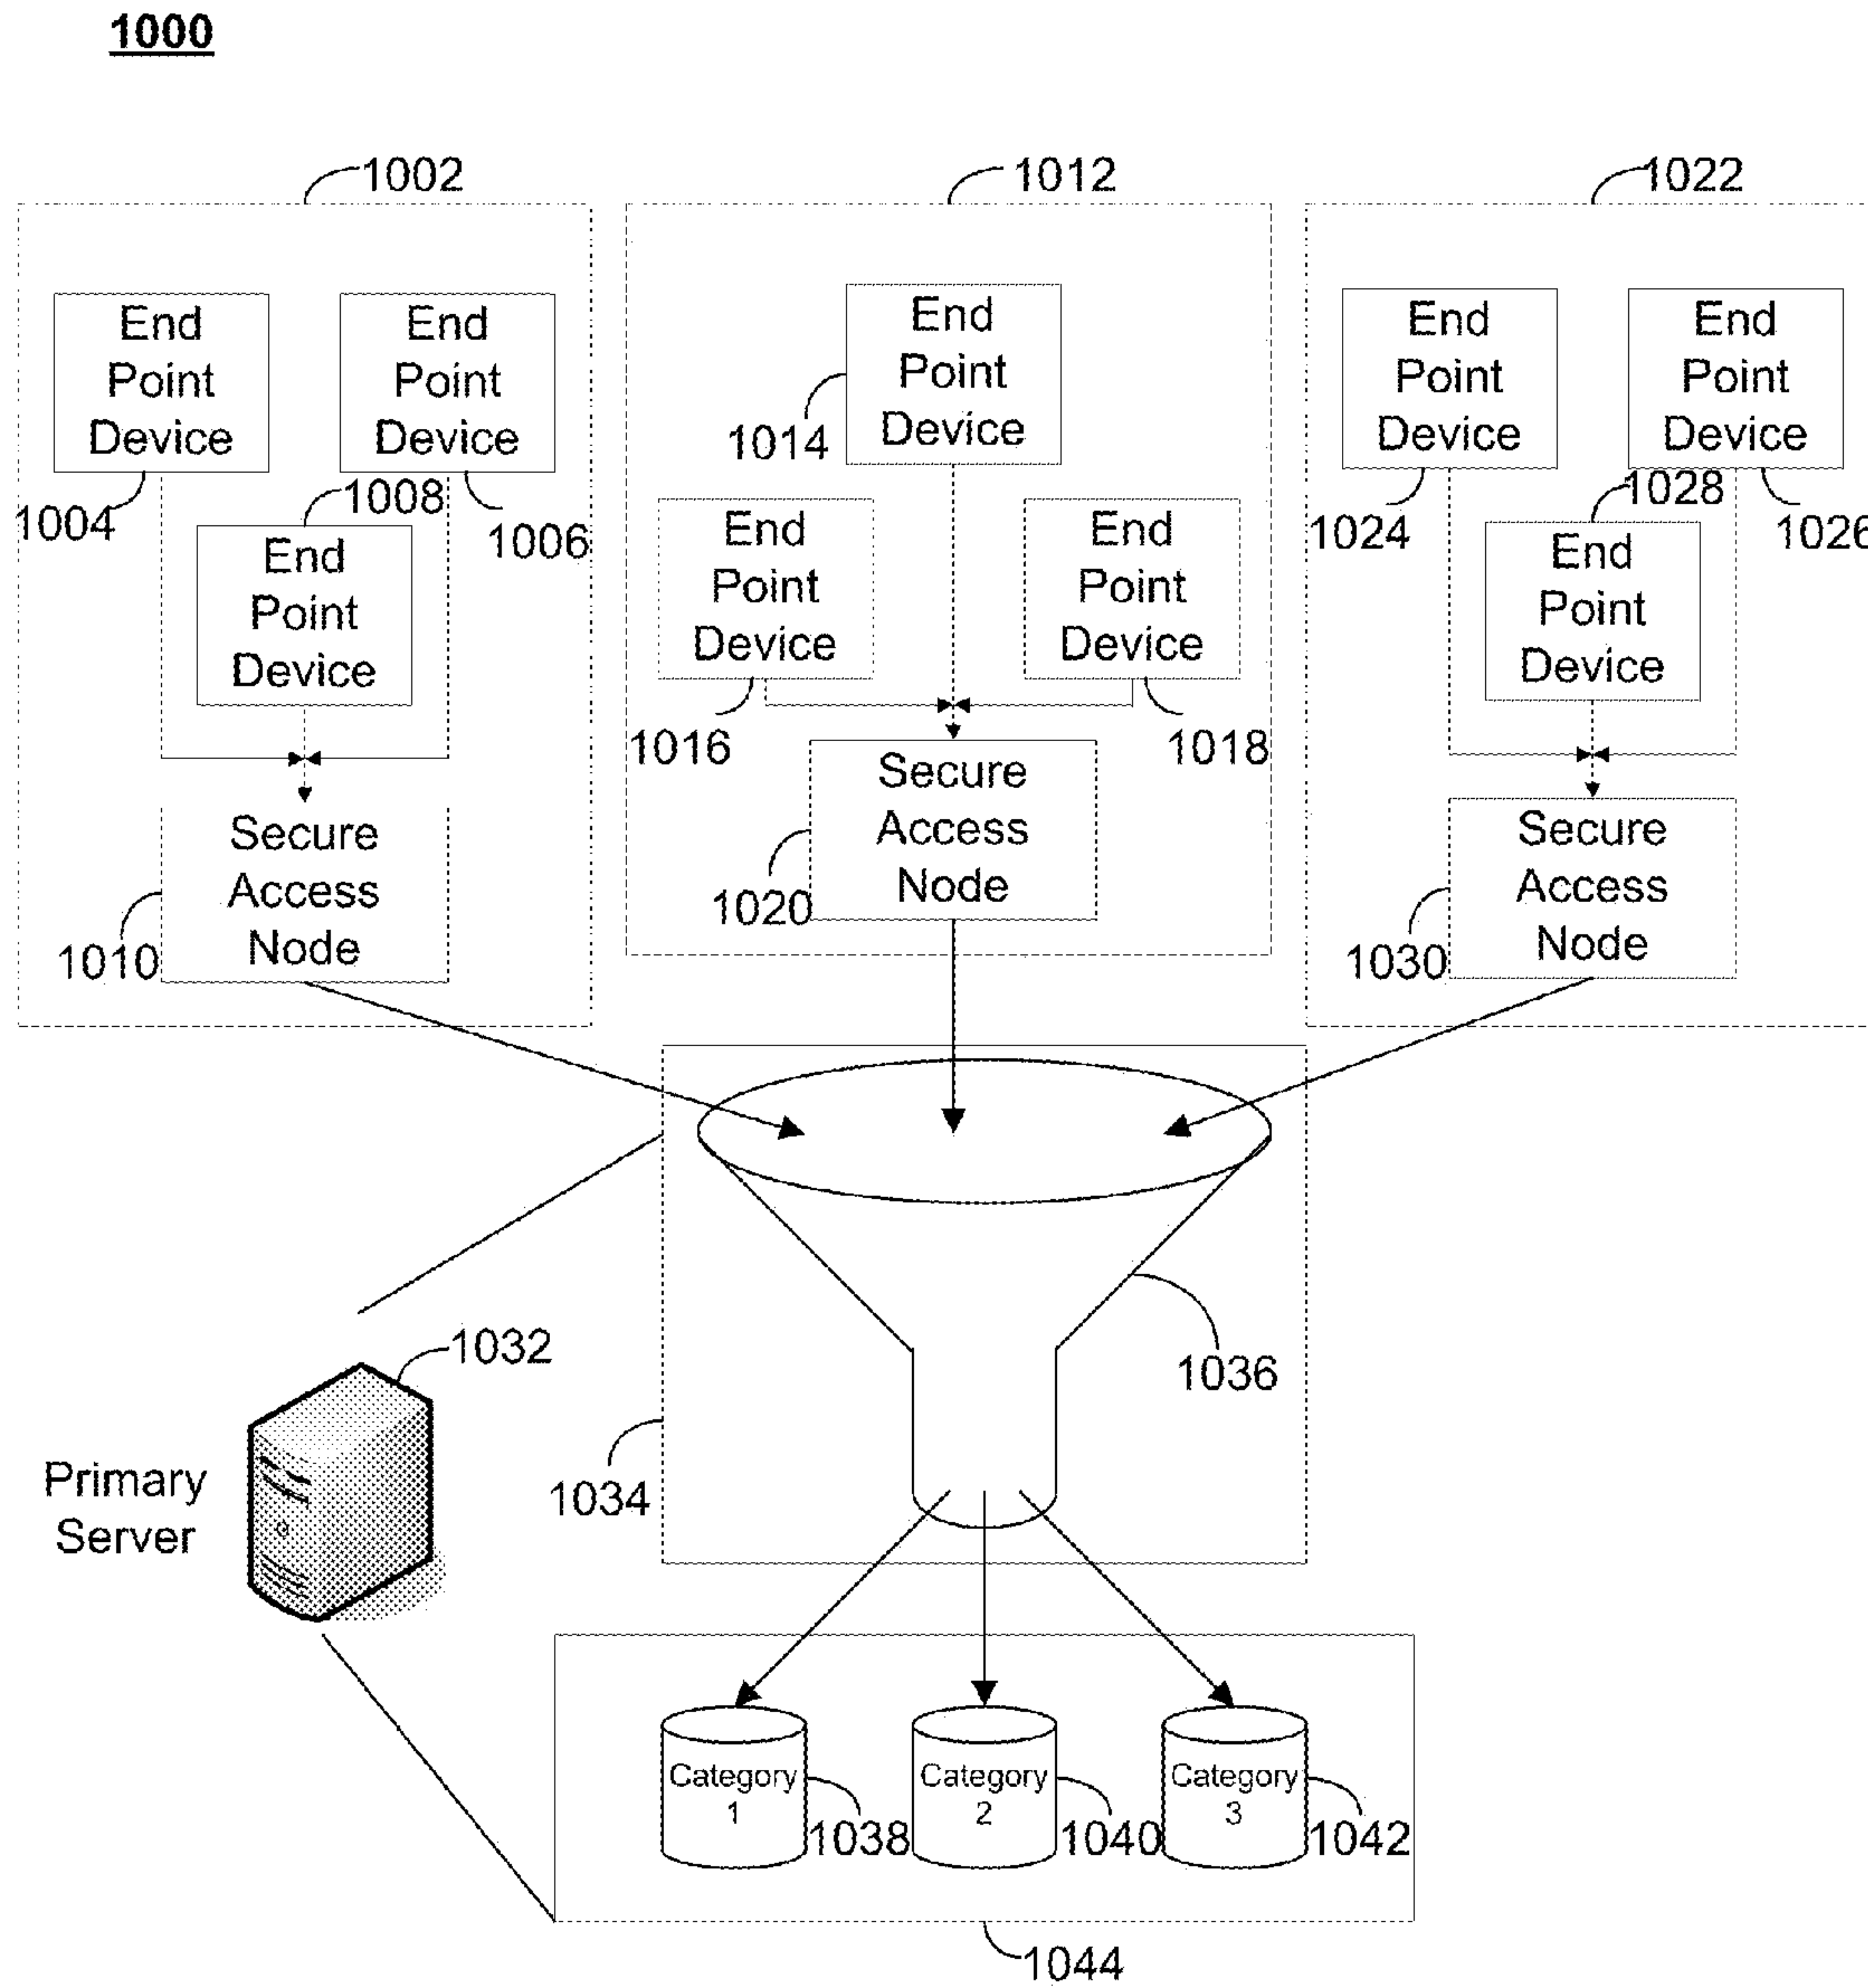 1000
1002
1012
1022
End
Point
Device
1004
End
Point
Device
1006
1008
End
Point
Device
Secure
Access
Node
1010
End
Point
Device
1014
End
Point
Device
1016
End
Point
Device
1018
Secure
Access
Node
1020
End
Point
Device
1024
End
Point
Device
1026
1028
End
Point
Device
Secure
Access
Node
1030
1036
1034
1032
Primary
Server
Category
1
1038
Category
2
1040
Category
3
1042
1044